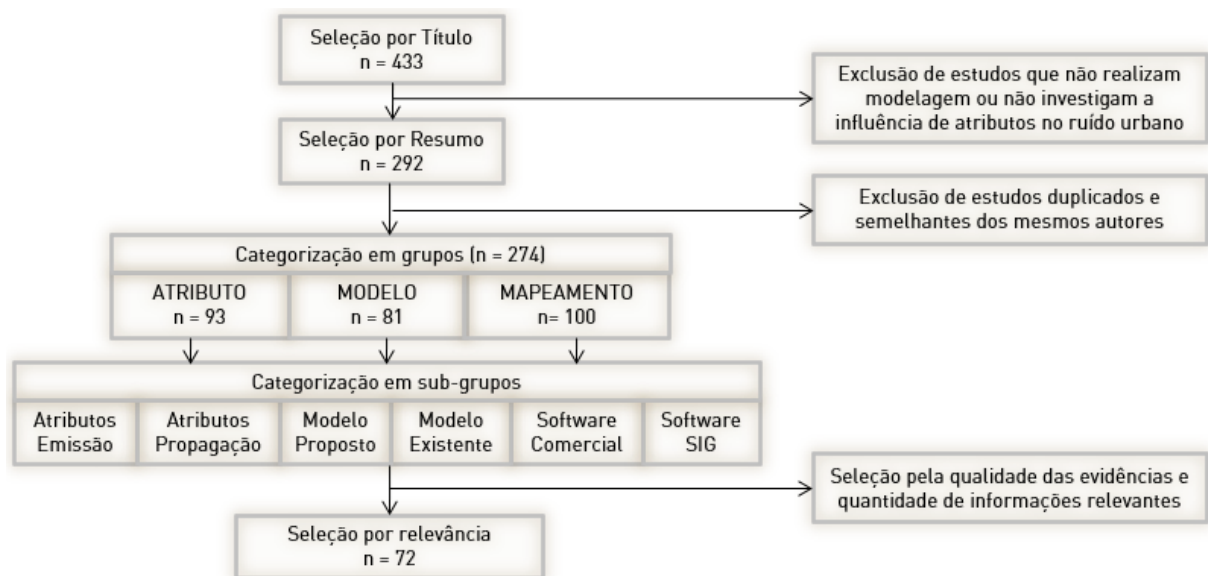 Seleção por Título
n = 433
Exclusão de estudos que não realizam
modelagem ou não investigam a
influência de atributos no ruído urbano
Seleção por Resumo
n = 292
Exclusão de estudos duplicados e
semelhantes dos mesmos autores
Categorização em grupos (n = 274)
ATRIBUTO
n = 93
MODELO
n = 81
MAPEAMENTO
n= 100
Categorização em sub-grupos
Atributos
Emissão
Atributos
Propagação
Modelo
Proposto
Modelo
Existente
Software
Comercial
Software
SIG
Seleção pela qualidade das evidências e
quantidade de informações relevantes
Seleção por relevância
n = 72